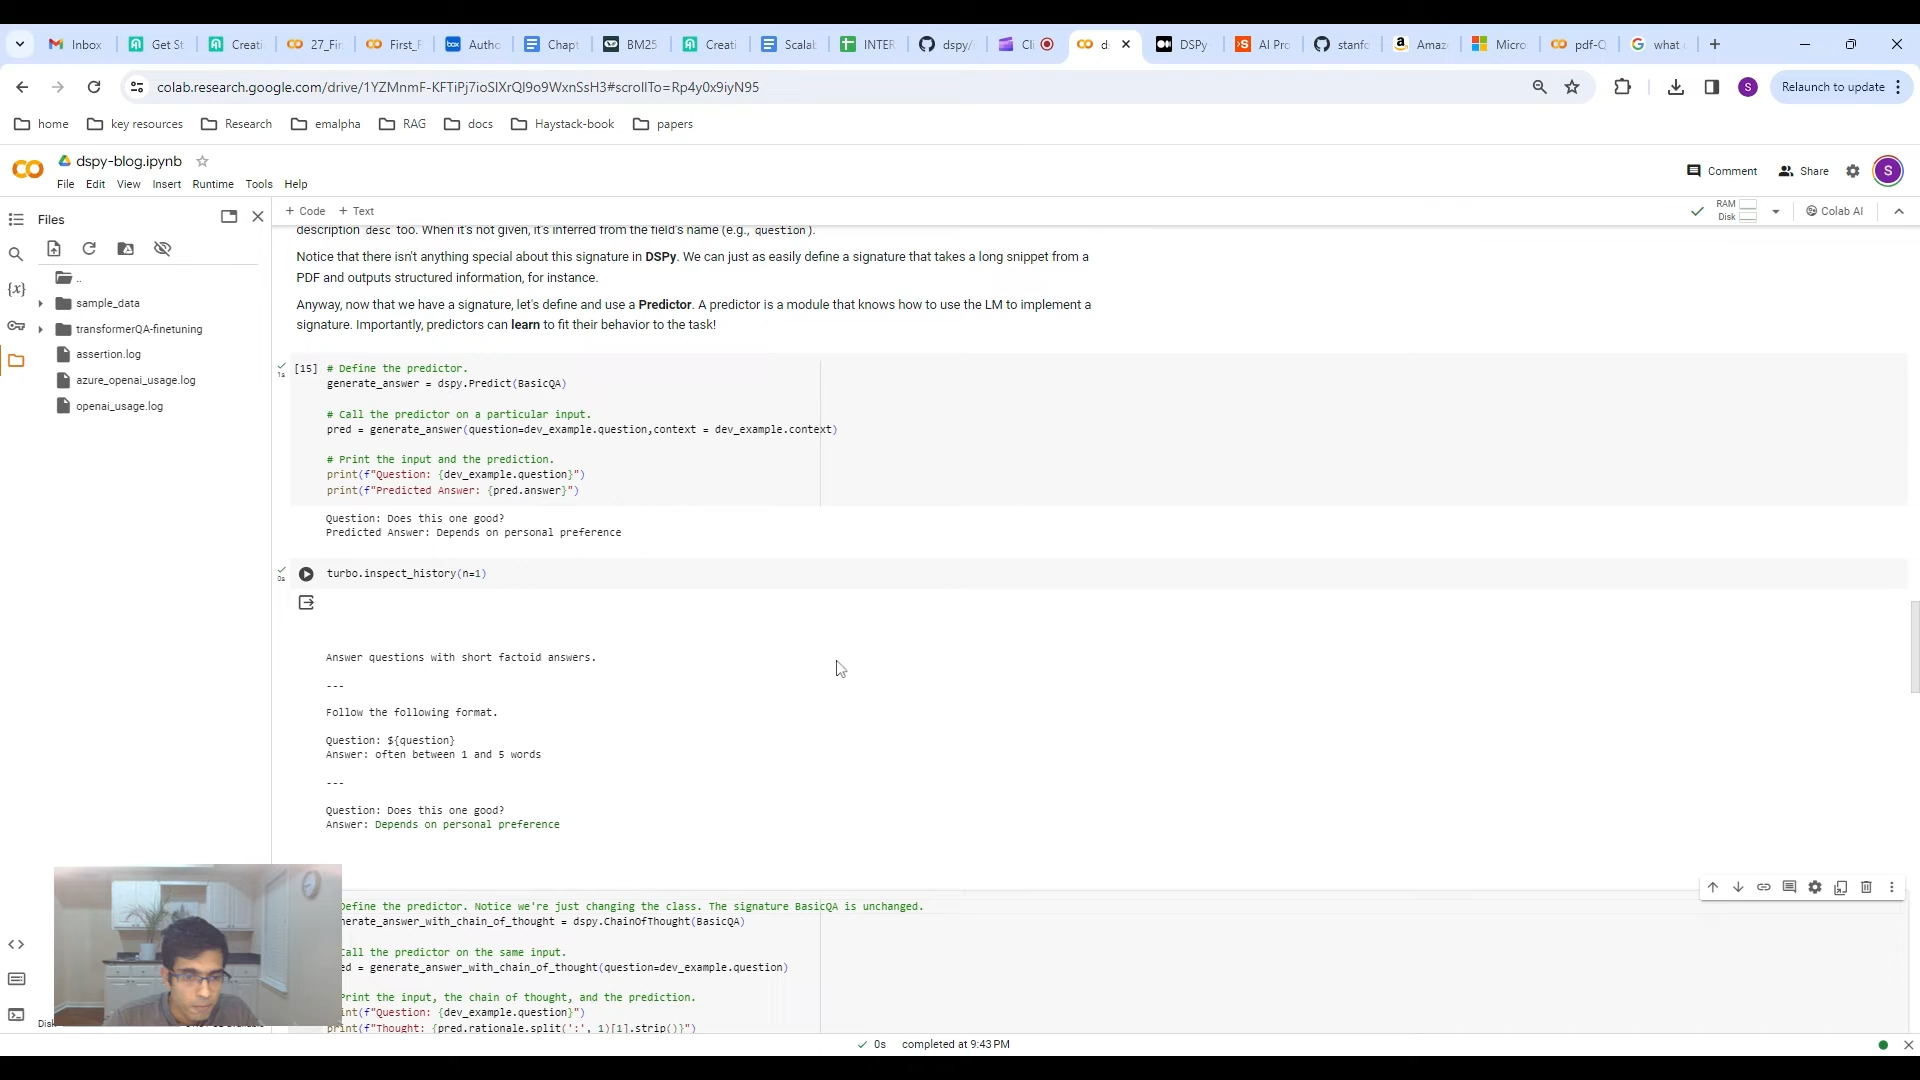 Inbox
Get St
Creati
27_Fin
First_F
Autho
Chapt
BM25
Creati
Scalab
INTER
dspy/
Cli
d:
DSPy
AI Pro
stanfo
Amaz
Micro
pdf-Q
what
colab.research.google.com/drive/1YZMnmF-KFTiPj7ioSlXrQI9o9WxnSsH3#scrollTo=Rp4y0x9iyN95
S
Relaunch to update
home
key resources
Research
emalpha
RAG
docs
Haystack-book
papers
CO
dspy-blog.ipynb
File Edit View Insert Runtime Tools Help
Comment
Share
S
Files
+ Code + Text
RAM
Disk
Colab AI
..
sample_data
transformerQA-finetuning
assertion.log
azure_openai_usage.log
openai_usage.log
{x}
description desc too. When it's not given, it's inferred from the field's name (e.g., question).
Notice that there isn't anything special about this signature in DSPy. We can just as easily define a signature that takes a long snippet from a
PDF and outputs structured information, for instance.
Anyway, now that we have a signature, let's define and use a Predictor. A predictor is a module that knows how to use the LM to implement a
signature. Importantly, predictors can learn to fit their behavior to the task!
1s
[15] # Define the predictor.
generate_answer = dspy.Predict(BasicQA)
# Call the predictor on a particular input.
pred = generate_answer(question=dev_example.question,context = dev_example.context)
# Print the input and the prediction.
print(f"Question: {dev_example.question}")
print(f"Predicted Answer: {pred.answer}")
Question: Does this one good?
Predicted Answer: Depends on personal preference
0s
turbo.inspect_history(n=1)
Answer questions with short factoid answers.
---
Follow the following format.
Question: ${question}
Answer: often between 1 and 5 words
---
Question: Does this one good?
Answer: Depends on personal preference
Define the predictor. Notice we're just changing the class. The signature BasicQA is unchanged.
nerate_answer_with_chain_of_thought = dspy.ChainOfThought(BasicQA)
Call the predictor on the same input.
ed = generate_answer_with_chain_of_thought(question=dev_example.question)
Print the input, the chain of thought, and the prediction.
int(f"Question: {dev_example.question}")
int(f"Thought: {pred.rationale.split(':', 1)[1].strip()}")
Disk
0s completed at 9:43 PM